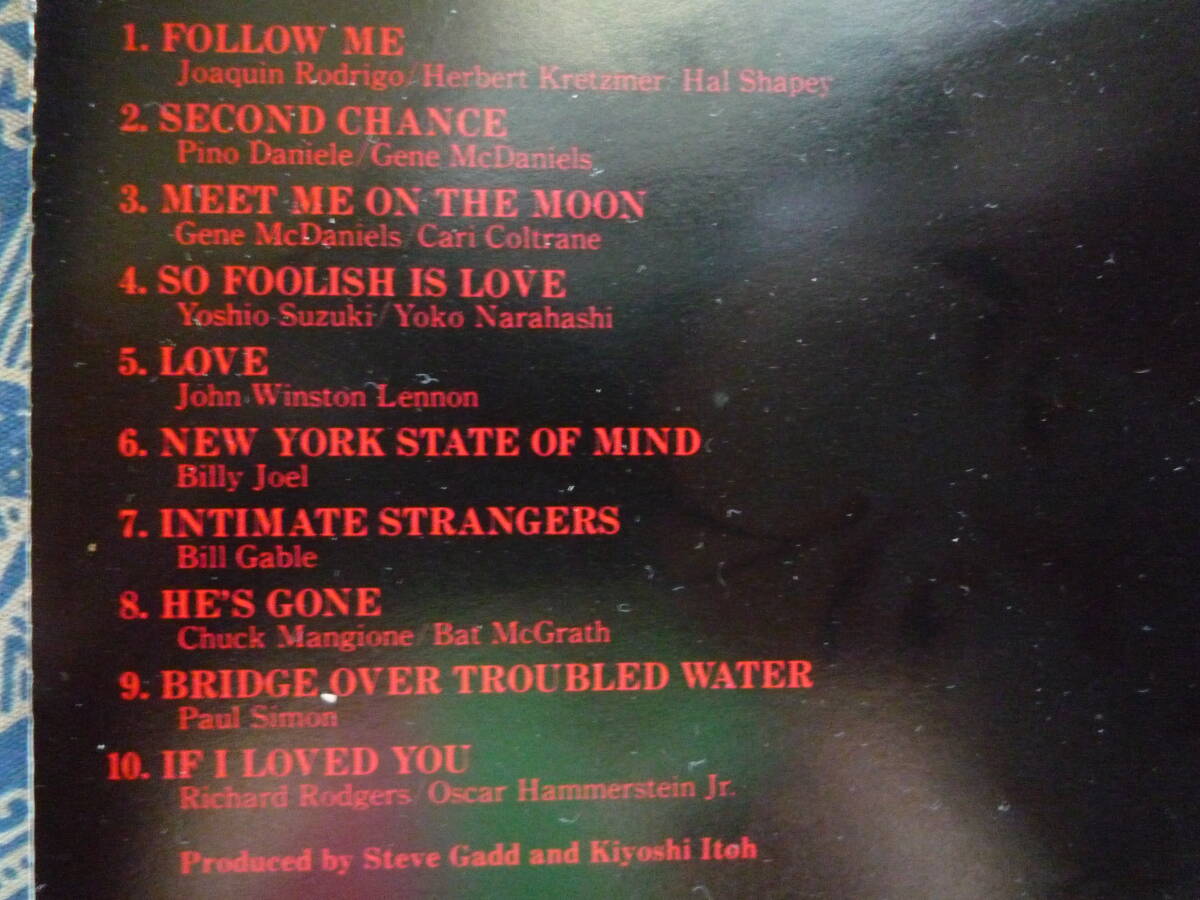 1. FOLLOW ME
Joaquin Rodrigo/Herbert Kretzmer/Hal Shapey
2. SECOND CHANCE
Pino Daniele/Gene McDaniels
3. MEET ME ON THE MOON
Gene McDaniels/Cari Coltrane
4. SO FOOLISH IS LOVE
Yoshio Suzuki/Yoko Narahashi
5. LOVE
John Winston Lennon
6. NEW YORK STATE OF MIND
Billy Joel
7. INTIMATE STRANGERS
Bill Gable
8. HE'S GONE
Chuck Mangione/Bat McGrath
9. BRIDGE OVER TROUBLED WATER
Paul Simon
10. IF I LOVED YOU
Richard Rodgers/Oscar Hammerstein Jr.
Produced by Steve Gadd and Kiyoshi Itoh